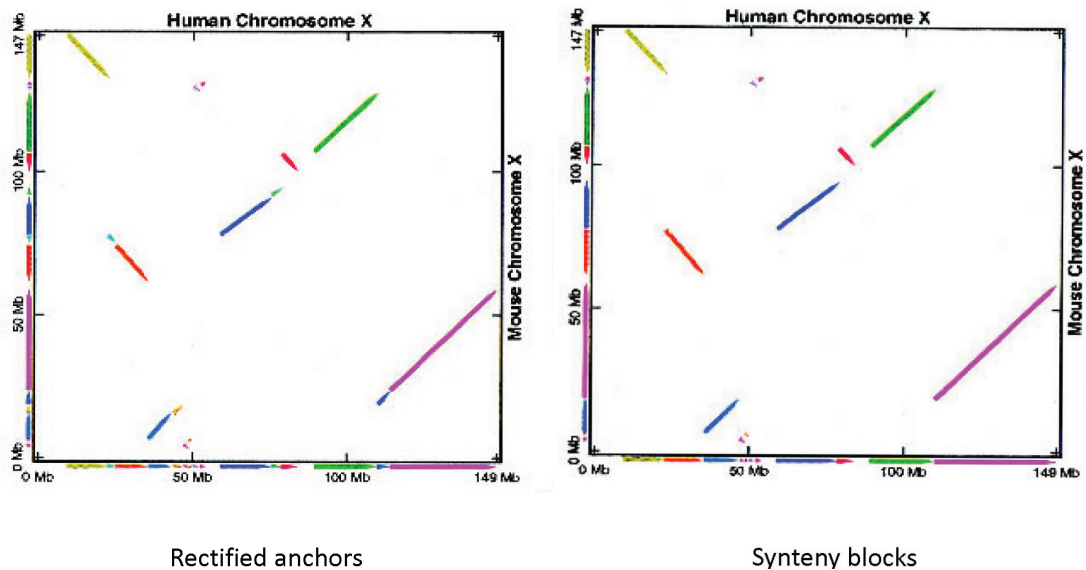 Human Chromosome X
147 Mb
100 Mb
50 Mb
0 Mb
0 Mb
50 Mb
100 Mb
149 Mb
Mouse Chromosome X
Rectified anchors
Human Chromosome X
147 Mb
100 Mb
50 Mb
0 Mb
0 Mb
50 Mb
100 Mb
149 Mb
Mouse Chromosome X
Synteny blocks